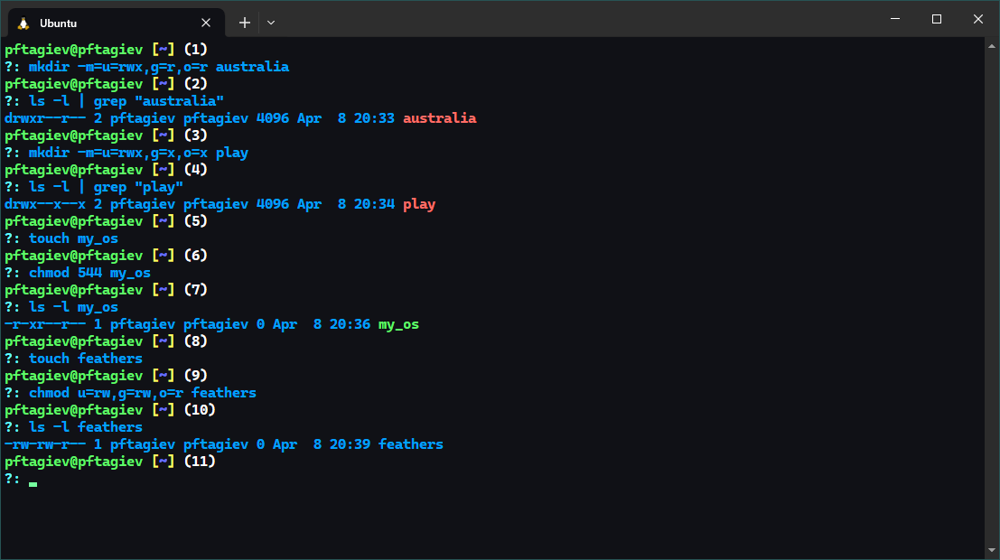 Ubuntu
pftagiev@pftagiev [~] (1)
?: mkdir -m=u=rwx,g=r,o=r australia
pftagiev@pftagiev [~] (2)
?: ls -l | grep "australia"
drwxr--r-- 2 pftagiev pftagiev 4096 Apr  8 20:33 australia
pftagiev@pftagiev [~] (3)
?: mkdir -m=u=rwx,g=x,o=x play
pftagiev@pftagiev [~] (4)
?: ls -l | grep "play"
drwx--x--x 2 pftagiev pftagiev 4096 Apr  8 20:34 play
pftagiev@pftagiev [~] (5)
?: touch my_os
pftagiev@pftagiev [~] (6)
?: chmod 544 my_os
pftagiev@pftagiev [~] (7)
?: ls -l my_os
-r-xr--r-- 1 pftagiev pftagiev 0 Apr  8 20:36 my_os
pftagiev@pftagiev [~] (8)
?: touch feathers
pftagiev@pftagiev [~] (9)
?: chmod u=rw,g=rw,o=r feathers
pftagiev@pftagiev [~] (10)
?: ls -l feathers
-rw-rw-r-- 1 pftagiev pftagiev 0 Apr  8 20:39 feathers
pftagiev@pftagiev [~] (11)
?: